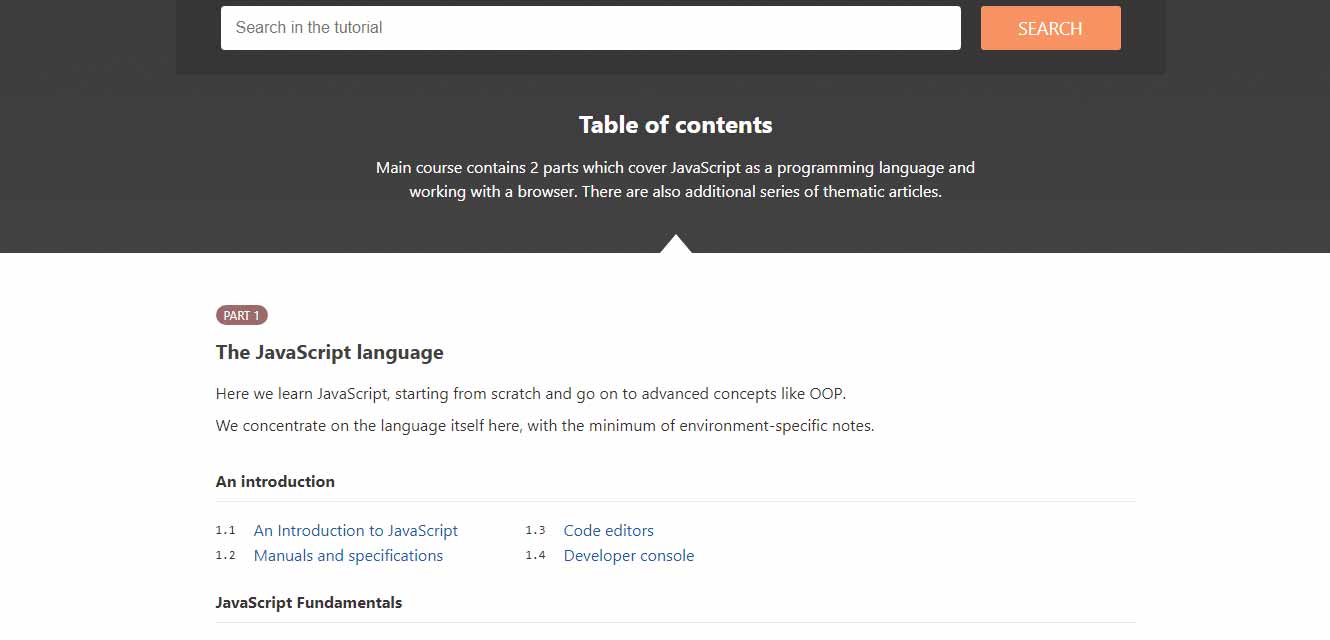 Search in the tutorial
SEARCH
Table of contents
Main course contains 2 parts which cover JavaScript as a programming language and
working with a browser. There are also additional series of thematic articles.
PART 1
The JavaScript language
Here we learn JavaScript, starting from scratch and go on to advanced concepts like OOP.
We concentrate on the language itself here, with the minimum of environment-specific notes.
An introduction
1.1 An Introduction to JavaScript
1.2 Manuals and specifications
1.3 Code editors
1.4 Developer console
JavaScript Fundamentals